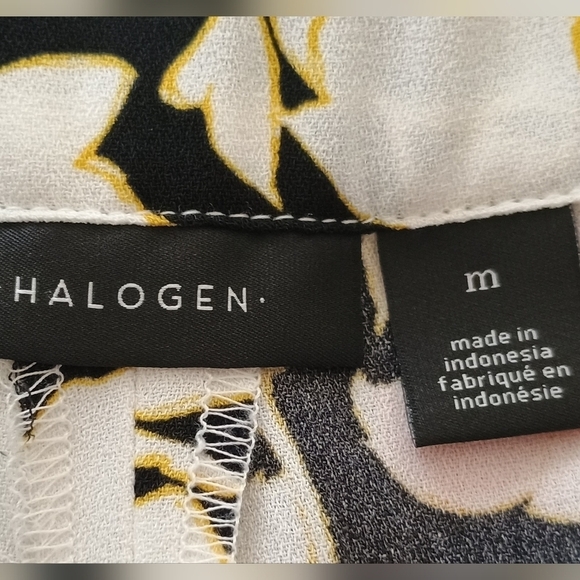 HALOGEN·
m
made in
indonesia
fabriqué en
indonésie